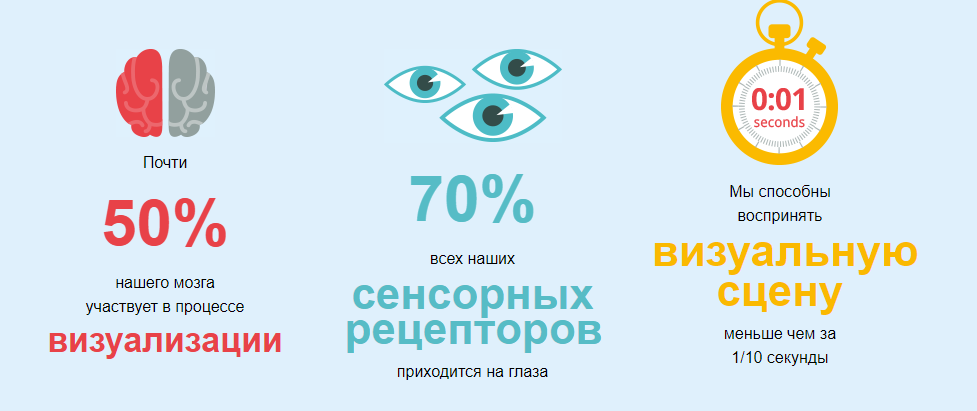 Почти
50%
нашего мозга
участвует в процессе
визуализации
70%
всех наших
сенсорных
рецепторов
приходится на глаза
0:01
seconds
Мы способны
воспринять
визуальную
сцену
меньше чем за
1/10 секунды